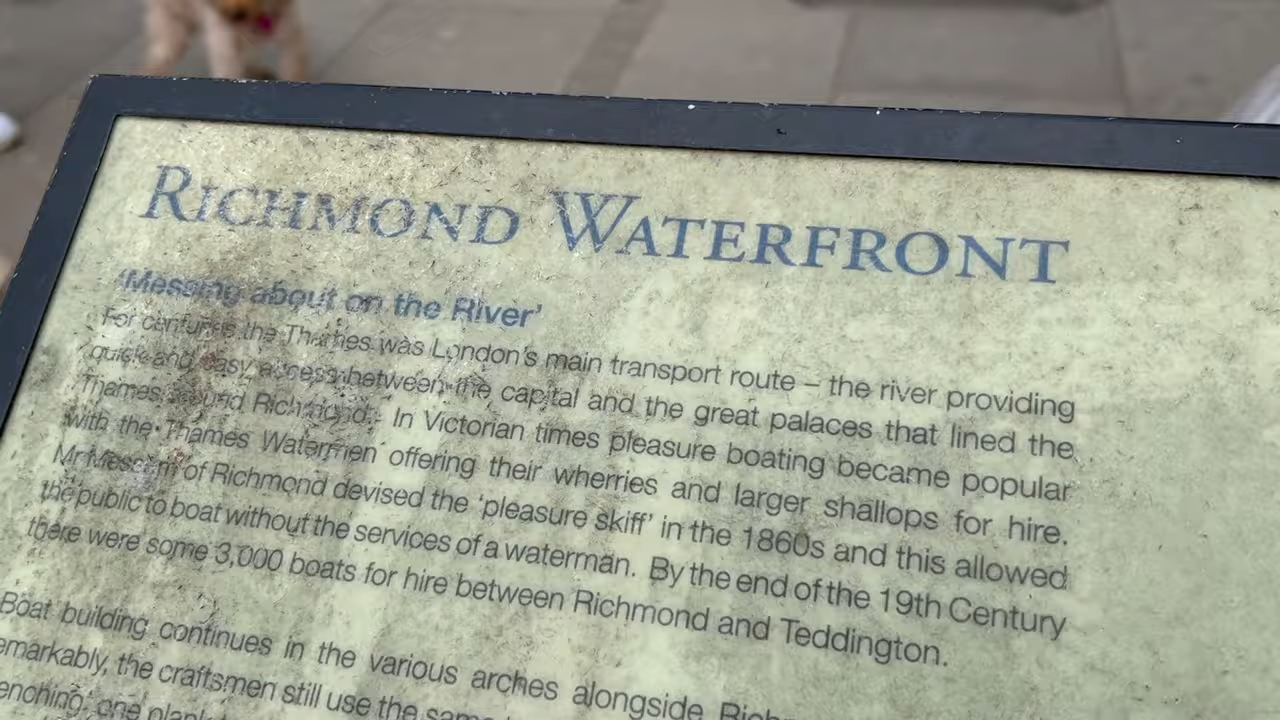 RICHMOND WATERFRONT
'Messing about on the River'
For centuries the Thames was London's main transport route – the river providing
quick and easy access between the capital and the great palaces that lined the
Thames around Richmond. In Victorian times pleasure boating became popular
with the Thames Watermen offering their wherries and larger shallops for hire.
Mr Messum of Richmond devised the 'pleasure skiff' in the 1860s and this allowed
the public to boat without the services of a waterman. By the end of the 19th Century
there were some 3,000 boats for hire between Richmond and Teddington.
Boat building continues in the various arches alongside
the craftsmen still use the
one